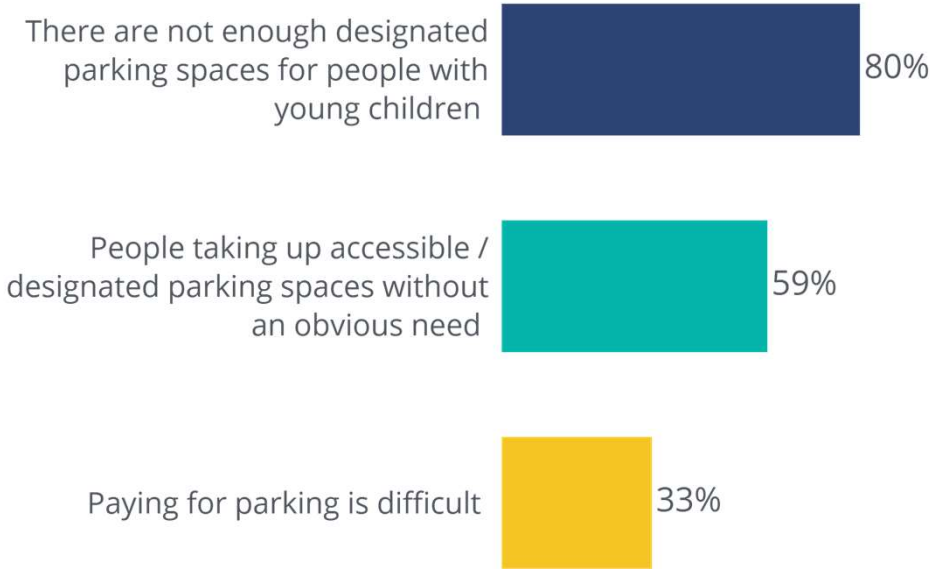 There are not enough designated
parking spaces for people with
young children
80%
People taking up accessible /
designated parking spaces without
an obvious need
59%
Paying for parking is difficult
33%